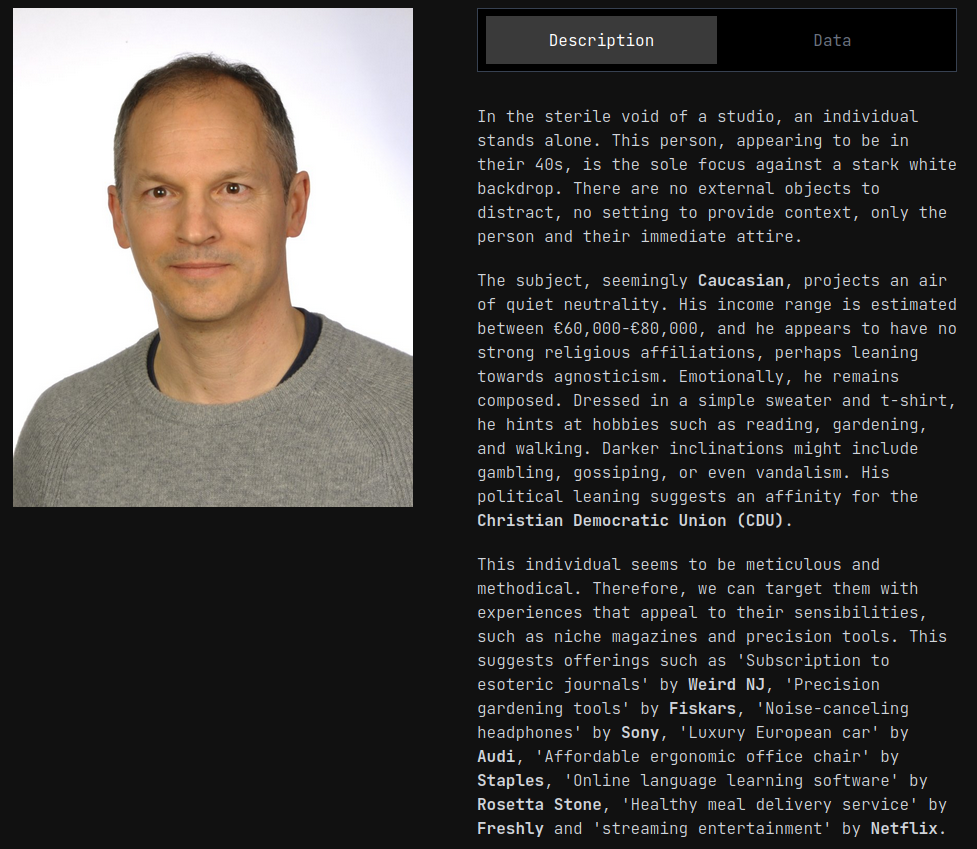 Description
Data
In the sterile void of a studio, an individual
stands alone. This person, appearing to be in
their 40s, is the sole focus against a stark white
backdrop. There are no external objects to
distract, no setting to provide context, only the
person and their immediate attire.
The subject, seemingly Caucasian, projects an air
of quiet neutrality. His income range is estimated
between €60,000-€80,000, and he appears to have no
strong religious affiliations, perhaps leaning
towards agnosticism. Emotionally, he remains
composed. Dressed in a simple sweater and t-shirt,
he hints at hobbies such as reading, gardening,
and walking. Darker inclinations might include
gambling, gossiping, or even vandalism. His
political leaning suggests an affinity for the
Christian Democratic Union (CDU).
This individual seems to be meticulous and
methodical. Therefore, we can target them with
experiences that appeal to their sensibilities,
such as niche magazines and precision tools. This
suggests offerings such as 'Subscription to
esoteric journals' by Weird NJ, 'Precision
gardening tools' by Fiskars, 'Noise-canceling
headphones' by Sony, 'Luxury European car' by
Audi, 'Affordable ergonomic office chair' by
Staples, 'Online language learning software' by
Rosetta Stone, 'Healthy meal delivery service' by
Freshly and 'streaming entertainment' by Netflix.